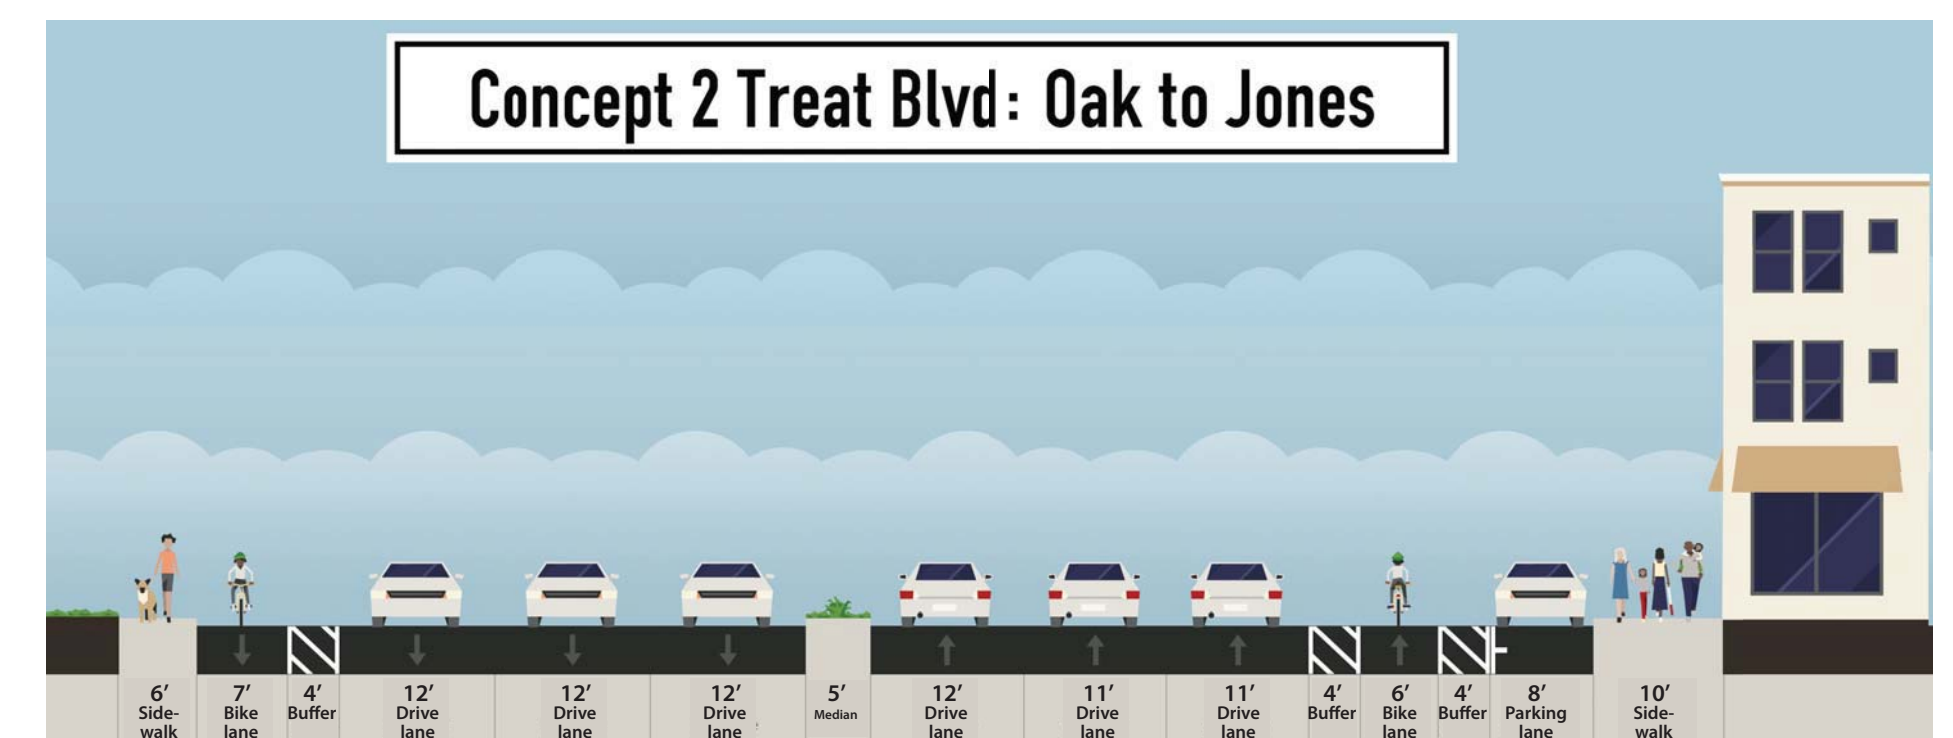 Concept 2 Treat Blvd: Oak to Jones
6’
Side-
walk
7’
Bike
lane
4’
Buffer
12’
Drive
lane
12’
Drive
lane
12’
Drive
lane
5’
Median
12’
Drive
lane
11’
Drive
lane
11’
Drive
lane
4’
Buffer
6’
Bike
lane
4’
Buffer
8’
Parking
lane
10’
Side-
walk